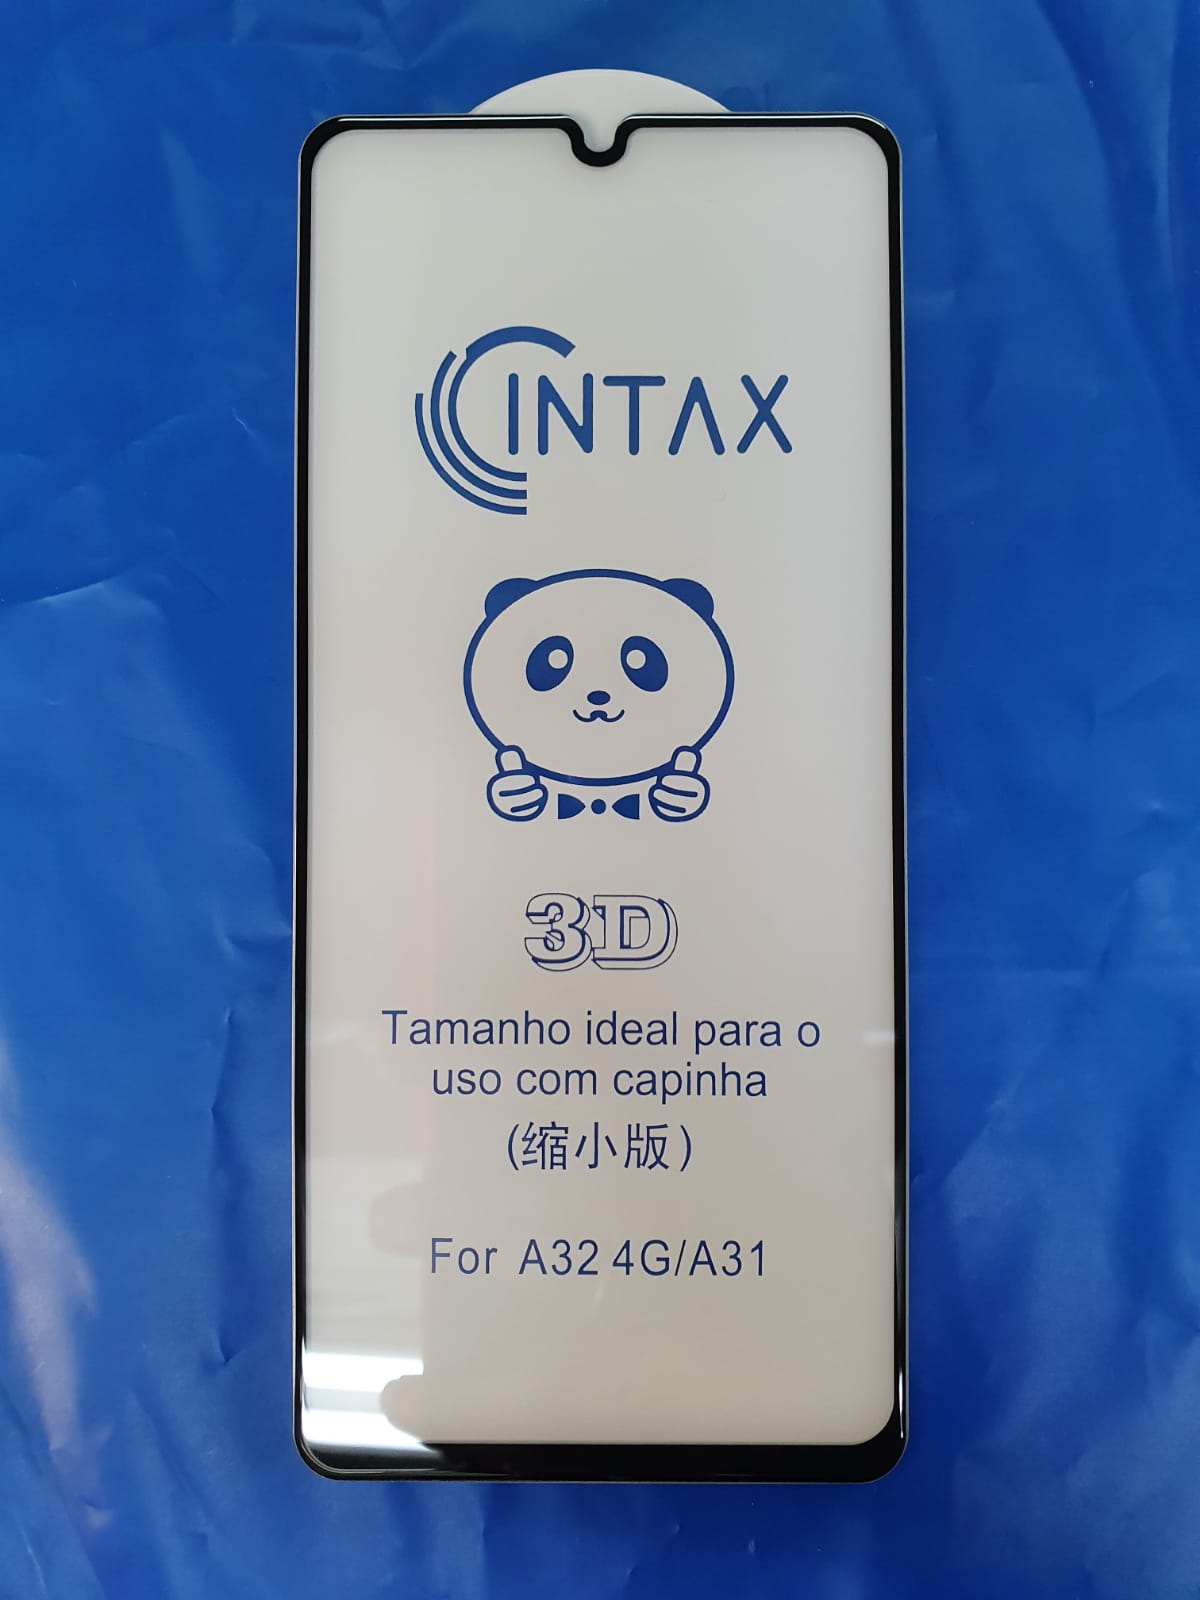 INTAX
3D
Tamanho ideal para o
uso com capinha
(缩小版)
For A32 4G/A31